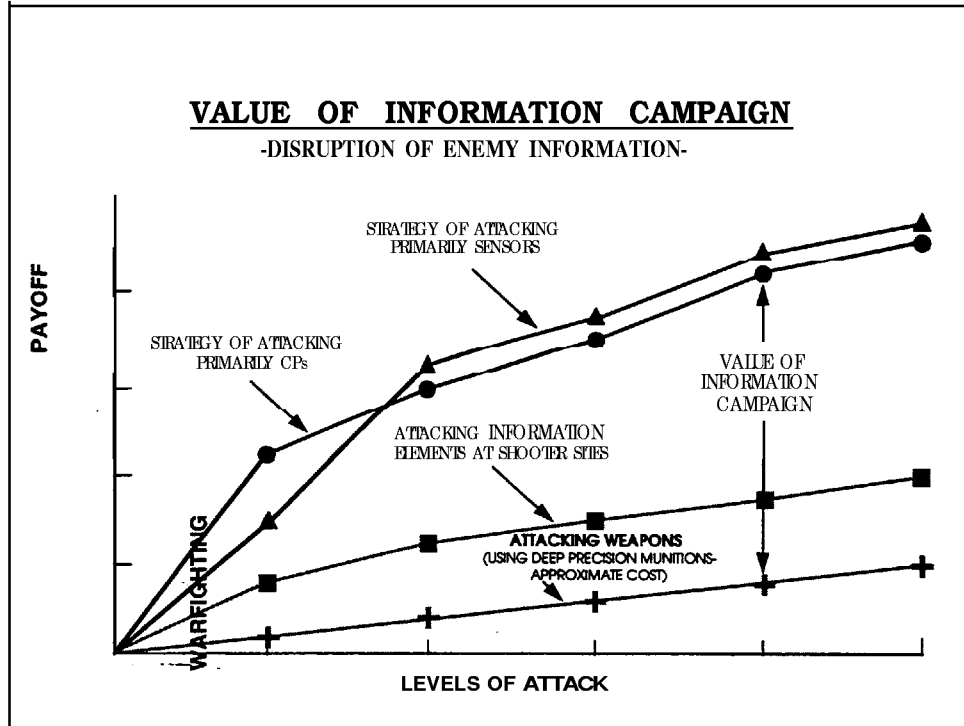 VALUE OF INFORMATION CAMPAIGN
-DISRUPTION OF ENEMY INFORMATION-
STRATEGY OF ATTACKING
PRIMARILY SENSORS
PAYOFF
STRATEGY OF ATTACKING
PRIMARILY CPs
VALUE OF
INFORMATION
CAMPAIGN
ATTACKING INFORMATION
ELEMENTS AT SHOOTER SITES
WARFIGHTING
ATTACKING WEAPONS
(USING DEEP PRECISION MUNITIONS-
APPROXIMATE COST)
LEVELS OF ATTACK